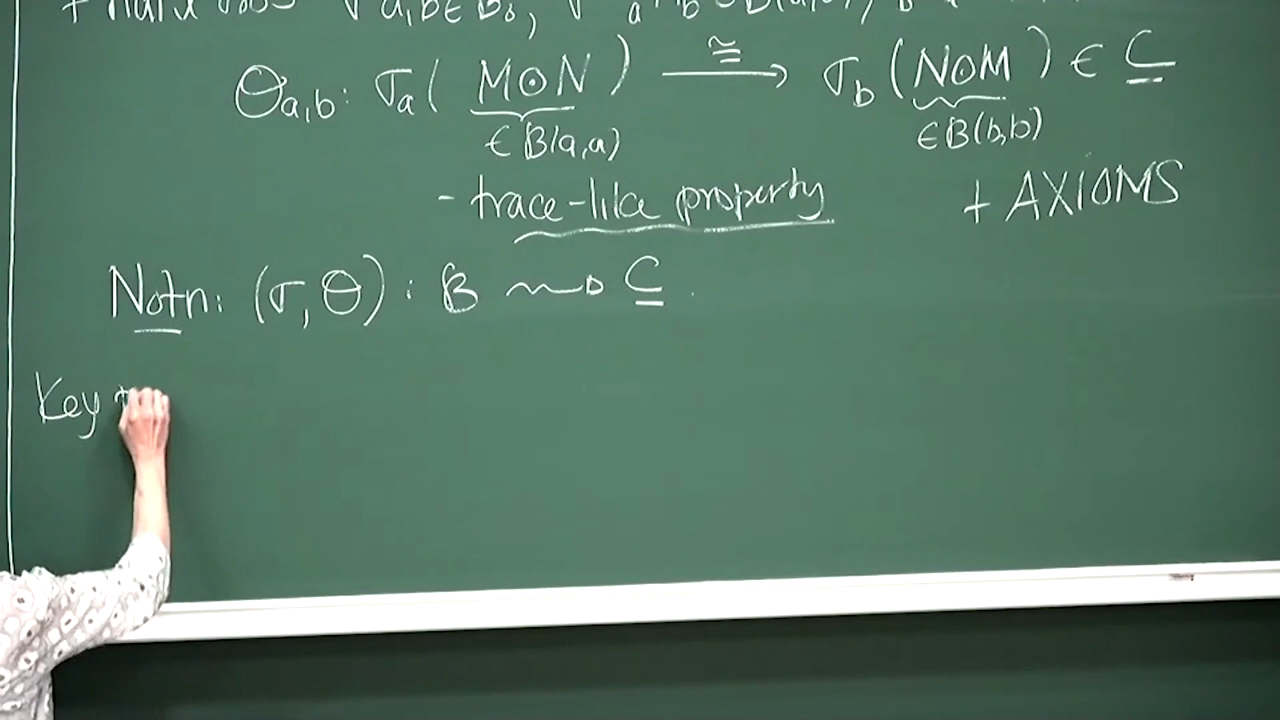 θ_{a,b} : σ_a ( M⊙N ) →^≅ σ_b ( N⊙M ) ∈ C
∈ B(a,a) ∈ B(b,b)
- trace-like property + AXIOMS
Notn: (σ, θ) : B ⇝ C .
Key